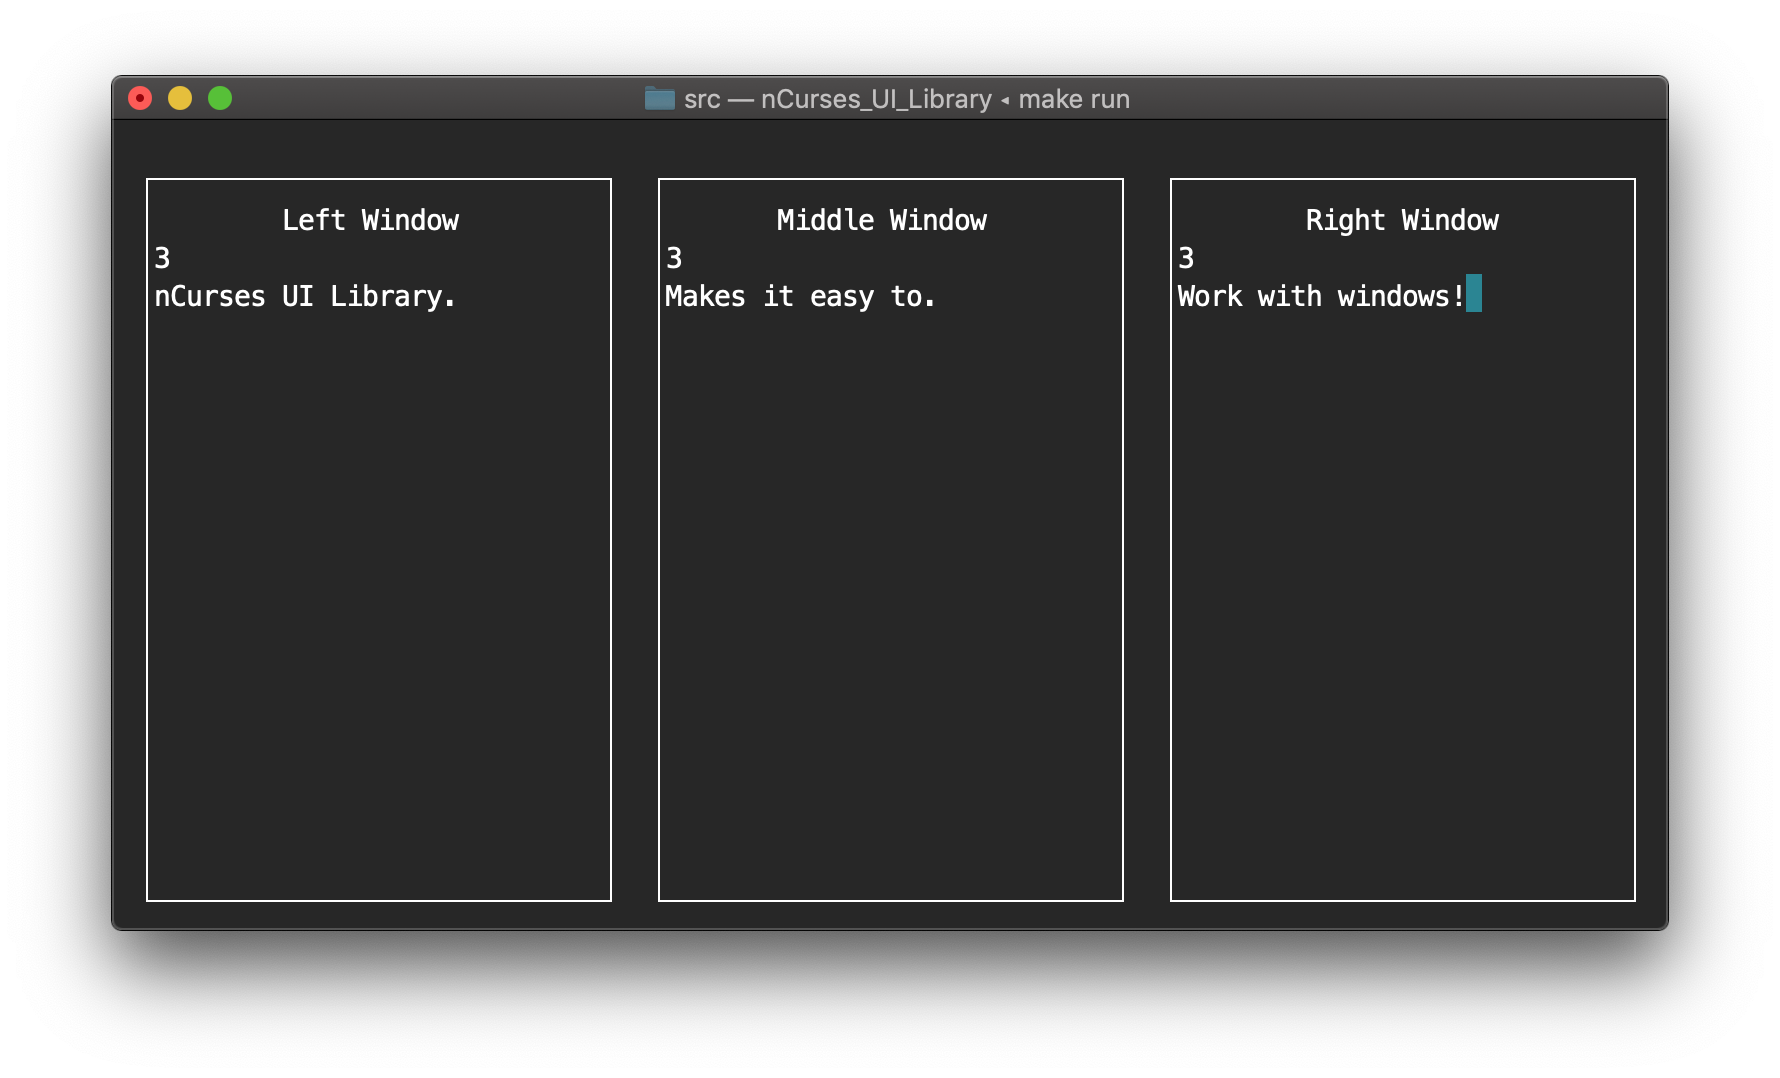 src — nCurses_UI_Library ◂ make run
Left Window
3
nCurses UI Library.
Middle Window
3
Makes it easy to.
Right Window
3
Work with windows!